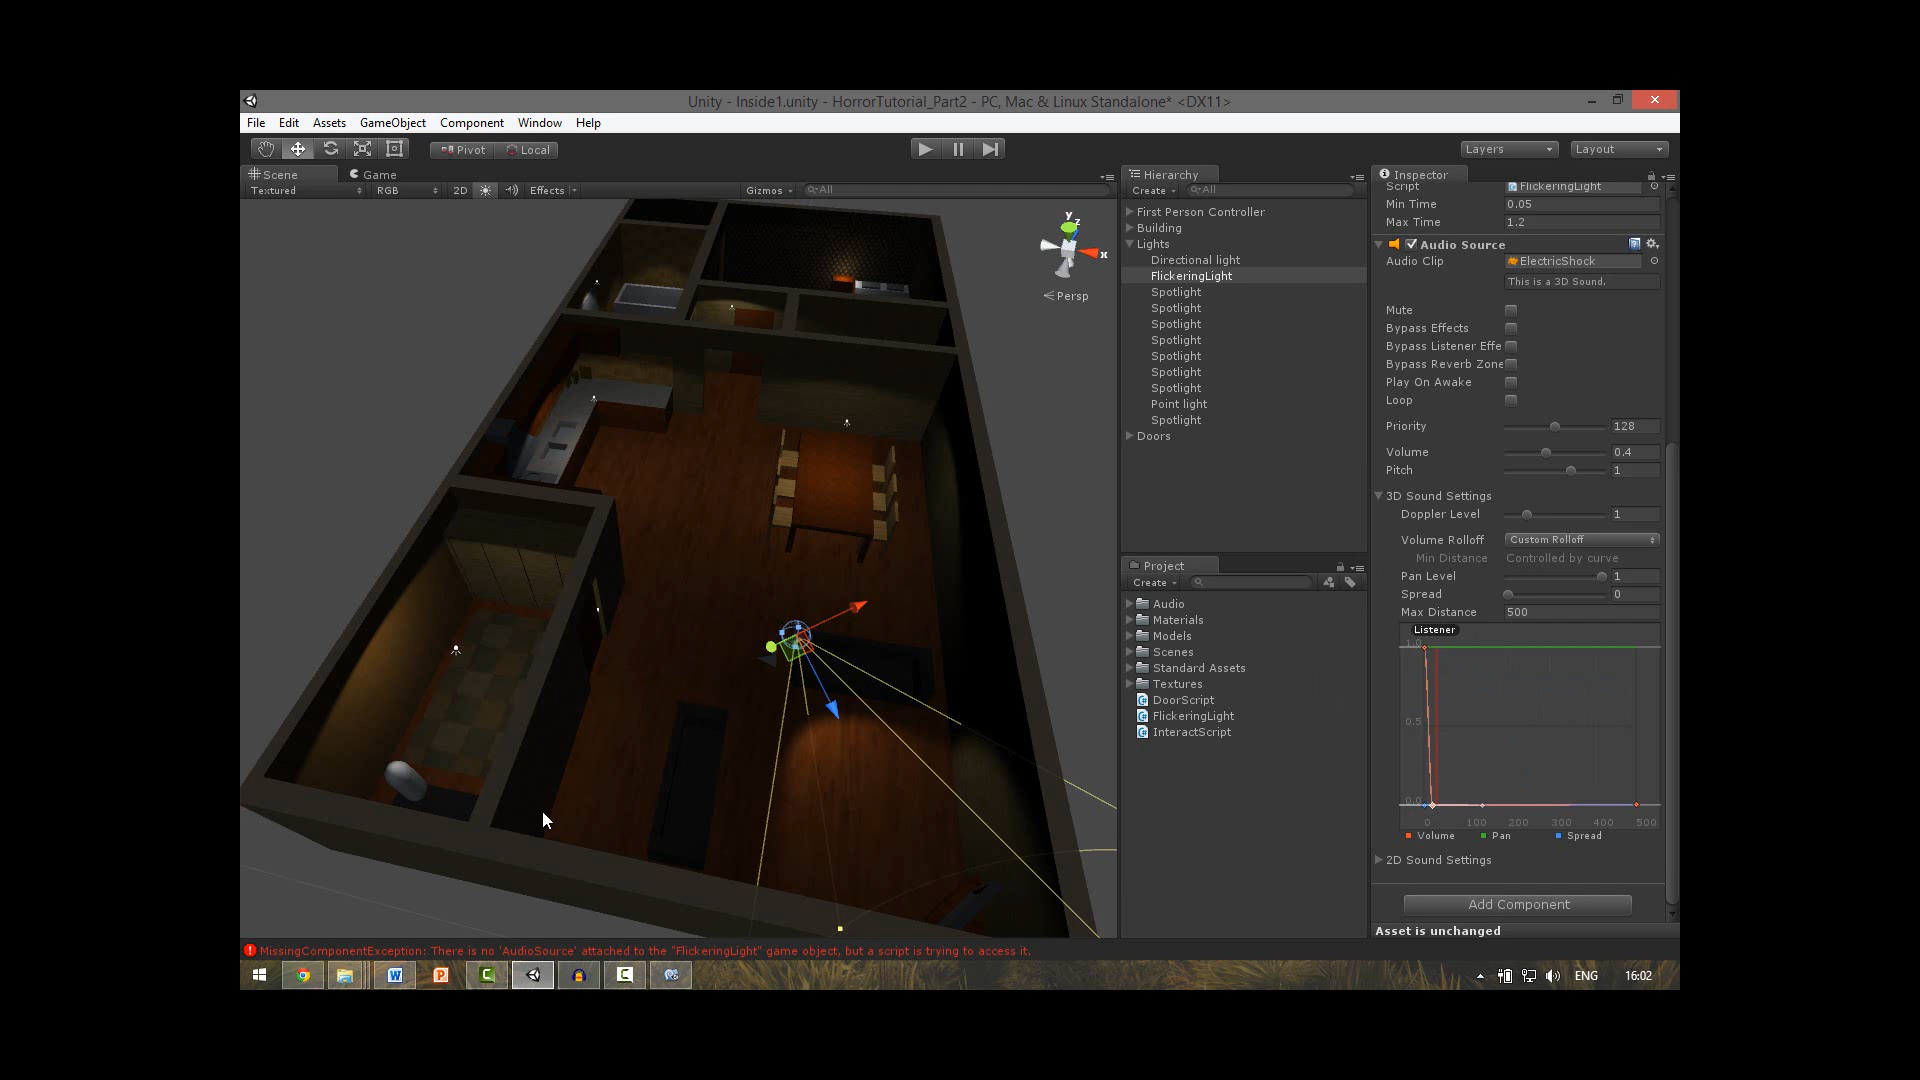 Unity - Inside1.unity - HorrorTutorial_Part2 - PC, Mac & Linux Standalone* <DX11>
File Edit Assets GameObject Component Window Help
Pivot Local Layers Layout
Scene Game
Textured RGB 2D Effects Gizmos All
y
z
x
Persp
Hierarchy
Create All
First Person Controller
Building
Lights
Directional light
FlickeringLight
Spotlight
Spotlight
Spotlight
Spotlight
Spotlight
Spotlight
Spotlight
Point light
Spotlight
Doors
Project
Create
Audio
Materials
Models
Scenes
Standard Assets
Textures
DoorScript
FlickeringLight
InteractScript
Inspector
Script FlickeringLight
Min Time 0.05
Max Time 1.2
Audio Source
Audio Clip ElectricShock
This is a 3D Sound.
Mute
Bypass Effects
Bypass Listener Effe
Bypass Reverb Zone
Play On Awake
Loop
Priority 128
Volume 0.4
Pitch 1
3D Sound Settings
Doppler Level 1
Volume Rolloff Custom Rolloff
Min Distance Controlled by curve
Pan Level 1
Spread 0
Max Distance 500
Listener
1.0
0.5
0.0
0 100 200 300 400 500
Volume Pan Spread
2D Sound Settings
Add Component
Asset is unchanged
MissingComponentException: There is no 'AudioSource' attached to the "FlickeringLight" game object, but a script is trying to access it.
ENG 16:02